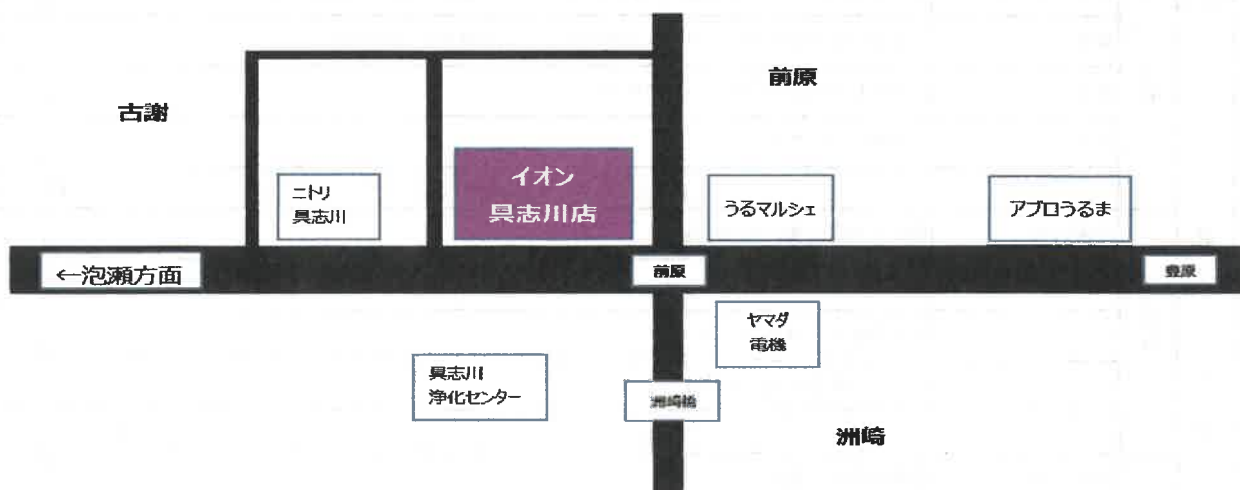 前原
古謝
イオン
具志川店
ニトリ
具志川
うるマルシェ
アブロうるま
←泡瀬方面
前原
豊原
ヤマダ
電機
具志川
浄化センター
洲崎橋
洲崎